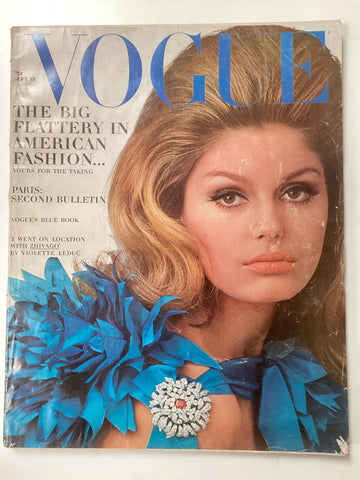 VOGUE
75¢
SEPT. 15
THE BIG
FLATTERY IN
AMERICAN
FASHION...
YOURS FOR THE TAKING
PARIS:
SECOND BULLETIN
VOGUE'S BLUE BOOK
"I WENT ON LOCATION
WITH ZHIVAGO"
BY VIOLETTE LEDUC